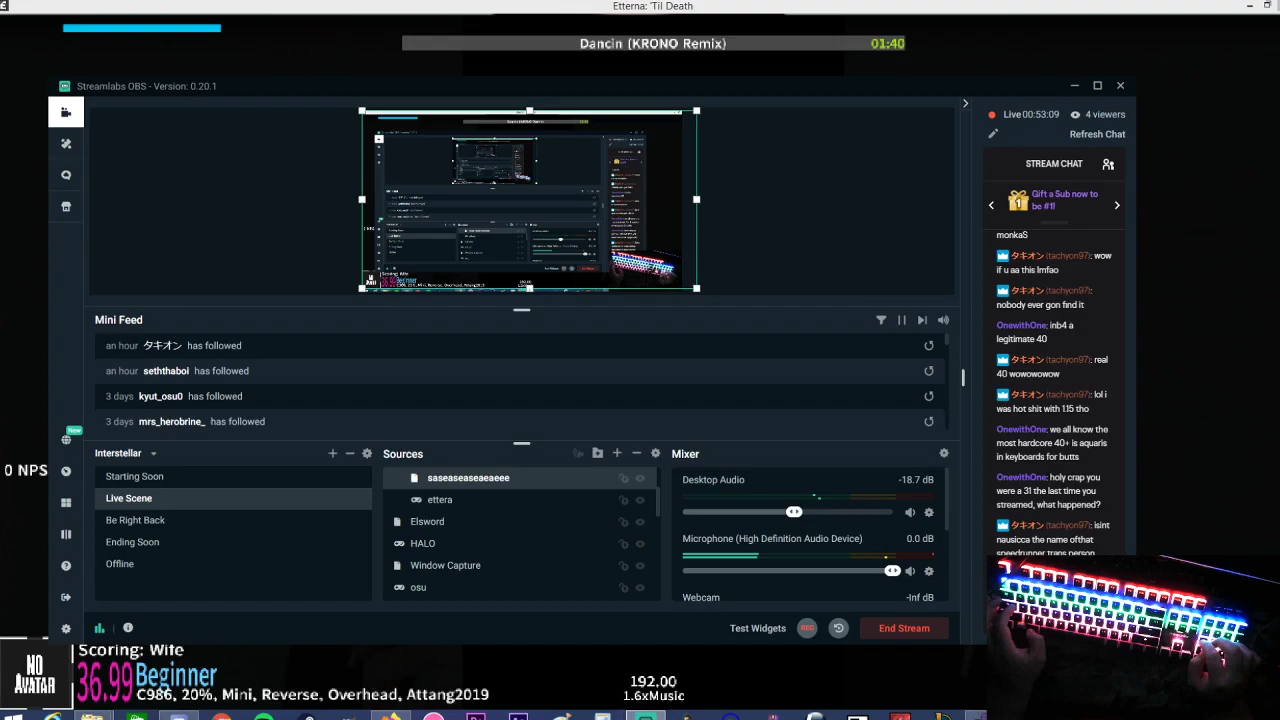 Etterna: 'Til Death
Dancin (KRONO Remix)
01:40
Streamlabs OBS - Version: 0.20.1
Live 00:53:09
4 viewers
Refresh Chat
STREAM CHAT
Gift a Sub now to
be #1!
1
monkaS
タキオン (tachyon97): wow
if u aa this lmfao
タキオン (tachyon97):
nobody ever gon find it
OnewithOne: inb4 a
legitimate 40
タキオン (tachyon97): real
40 wowowowow
タキオン (tachyon97): lol i
was hot shit with 1.15 tho
OnewithOne: we all know the
most hardcore 40+ is aquaris
in keyboards for butts
OnewithOne: holy crap you
were a 31 the last time you
streamed, what happened?
タキオン (tachyon97): isint
nausicca the name ofthat
speedrunner trans person
Mini Feed
an hour タキオン has followed
an hour seththaboi has followed
3 days kyut_osu0 has followed
3 days mrs_herobrine_ has followed
New
0 NPS
Interstellar
Starting Soon
Live Scene
Be Right Back
Ending Soon
Offline
Sources
saseaseaseaeaeee
ettera
Elsword
HALO
Window Capture
osu
Mixer
Desktop Audio
-18.7 dB
Microphone (High Definition Audio Device)
0.0 dB
Webcam
-Inf dB
Test Widgets
REC
End Stream
NO
AVATAR
Scoring: Wife
36.99 Beginner
C986, 20%, Mini, Reverse, Overhead, Attang2019
192.00
1.6xMusic